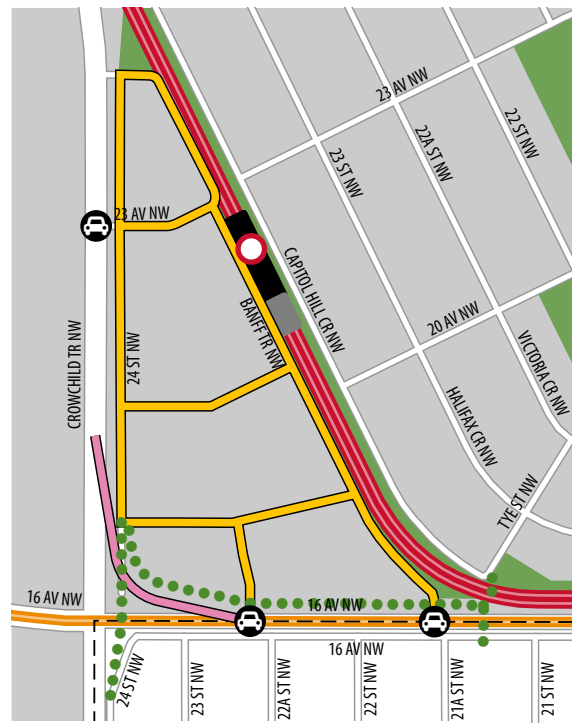 23 AV NW
22 ST NW
22A ST NW
23 ST NW
23 AV NW
CAPITOL HILL CR NW
BANFF TR NW
20 AV NW
VICTORIA CR NW
24 ST NW
CROWCHILD TR NW
HALIFAX CR NW
TYE ST NW
16 AV NW
16 AV NW
16 AV NW
24 ST NW
23 ST NW
22A ST NW
22 ST NW
21A ST NW
21 ST NW